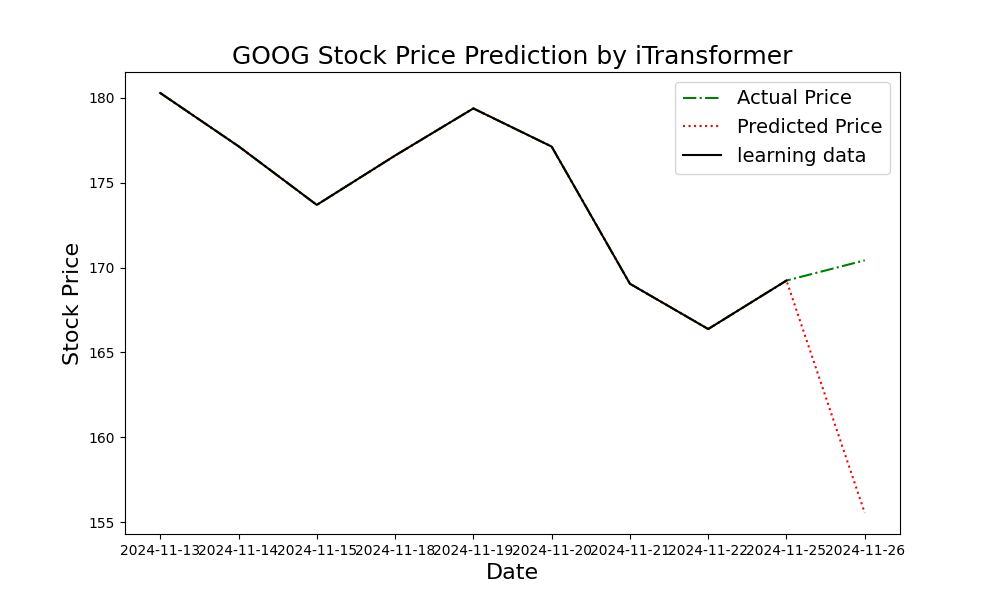 GOOG Stock Price Prediction by iTransformer
Actual Price
Predicted Price
learning data
180
175
170
165
160
155
Stock Price
2024-11-13 2024-11-14 2024-11-15 2024-11-18 2024-11-19 2024-11-20 2024-11-21 2024-11-22 2024-11-25 2024-11-26
Date